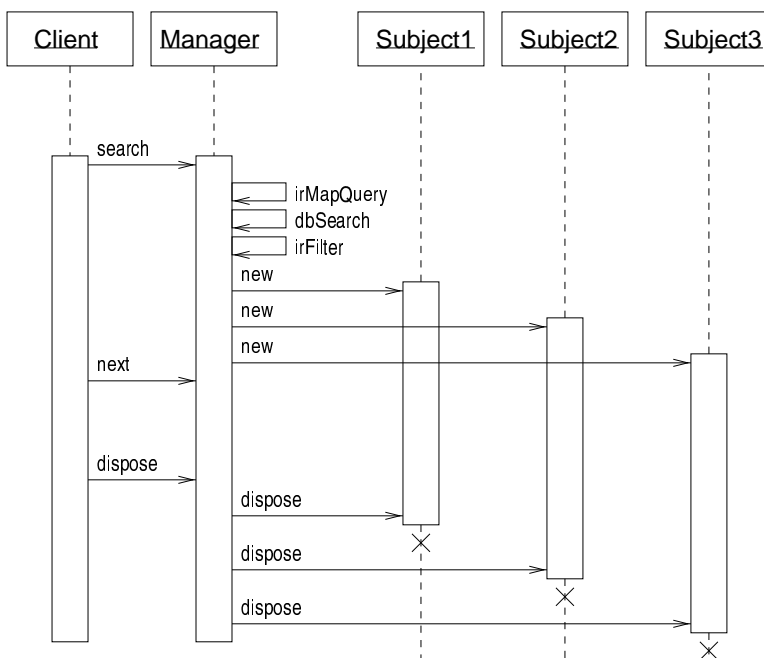 Client Manager Subject1 Subject2 Subject3
search
irMapQuery
dbSearch
irFilter
new
new
new
next
dispose
dispose
dispose
dispose